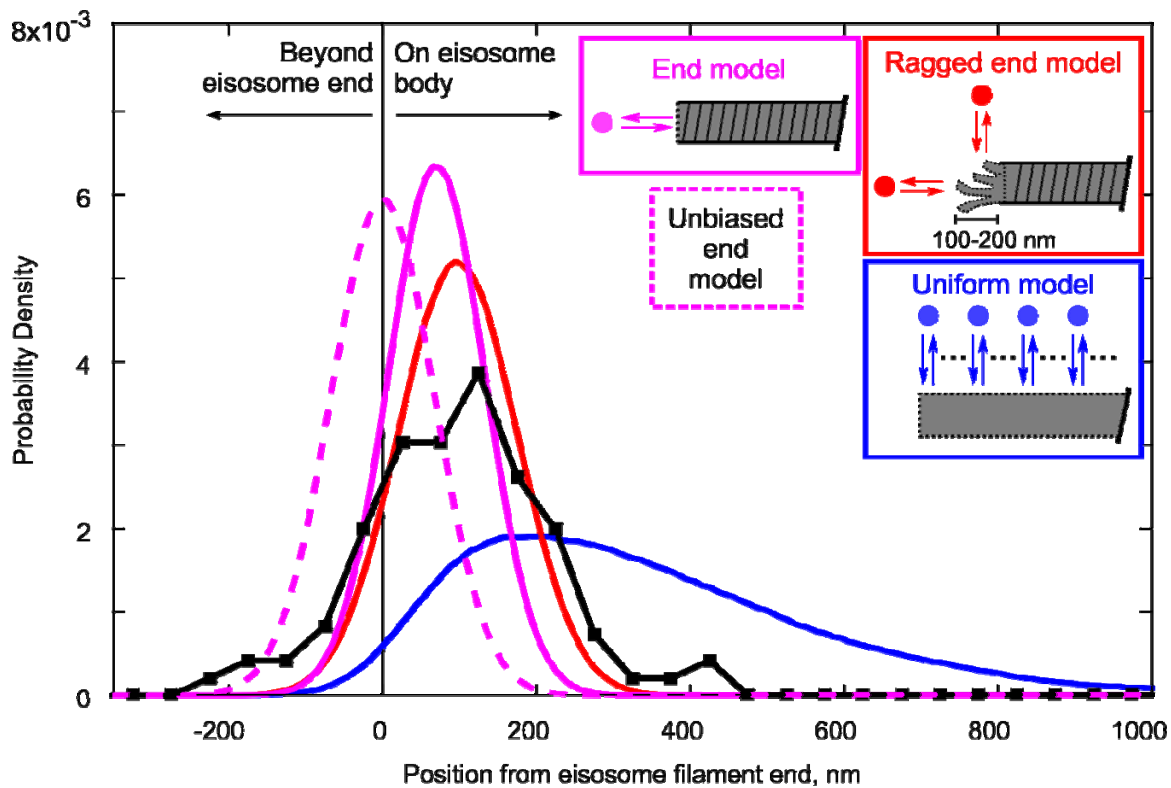 8x10⁻³
6
4
2
0
Probability Density
Beyond
eisosome end
On eisosome
body
End model
Unbiased
end
model
Ragged end model
100-200 nm
Uniform model
-200
0
200
400
600
800
1000
Position from eisosome filament end, nm